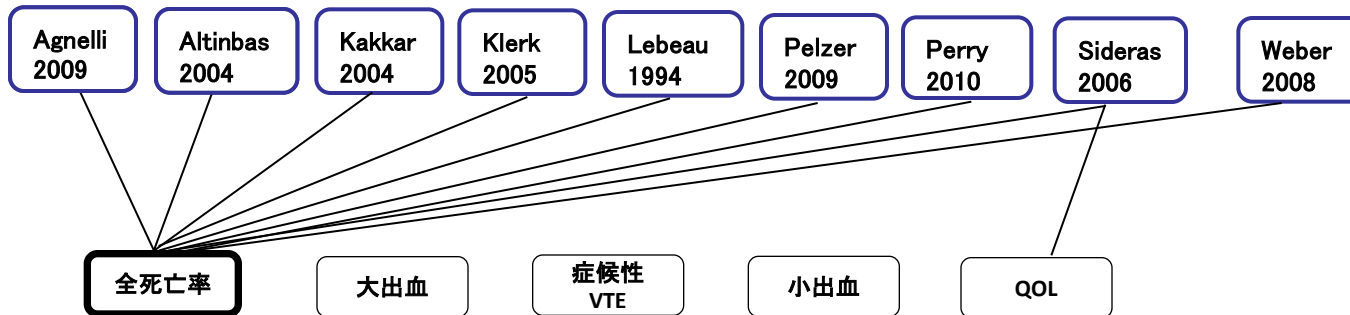 Agnelli
2009
Altinbas
2004
Kakkar
2004
Klerk
2005
Lebeau
1994
Pelzer
2009
Perry
2010
Sideras
2006
Weber
2008
全死亡率
大出血
症候性
VTE
小出血
QOL